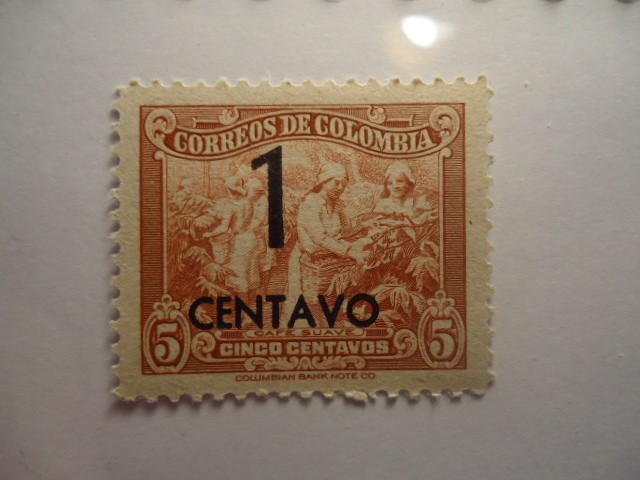 CORREOS DE COLOMBIA
1
CENTAVO
CAFE SUAVE
5 CINCO CENTAVOS 5
COLUMBIAN BANK NOTE CO